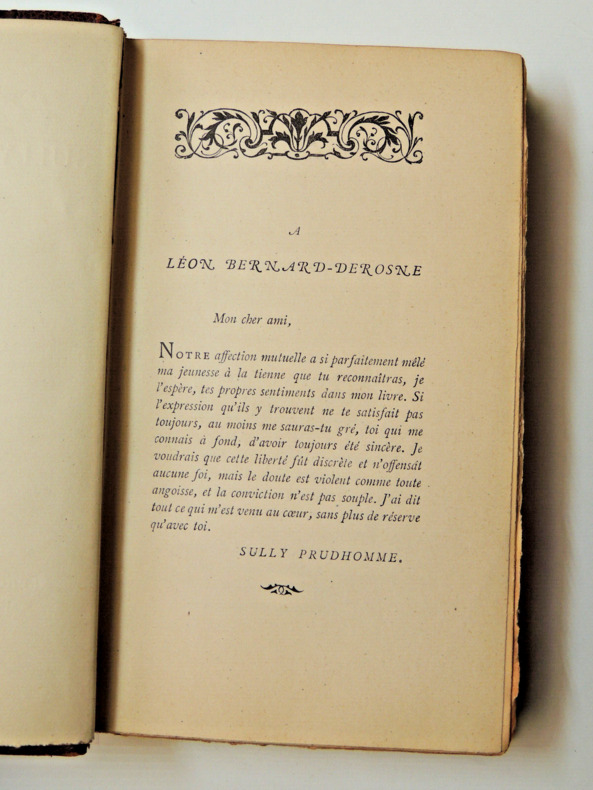 A
LÉON BERNARD-DEROSNE
Mon cher ami,
NOTRE affection mutuelle a si parfaitement mêlé
ma jeunesse à la tienne que tu reconnaîtras, je
l'espère, tes propres sentiments dans mon livre. Si
l'expression qu'ils y trouvent ne te satisfait pas
toujours, au moins me sauras-tu gré, toi qui me
connais à fond, d'avoir toujours été sincère. Je
voudrais que cette liberté fût discrète et n'offensât
aucune foi, mais le doute est violent comme toute
angoisse, et la conviction n'est pas souple. J'ai dit
tout ce qui m'est venu au cœur, sans plus de réserve
qu'avec toi.
SULLY PRUDHOMME.